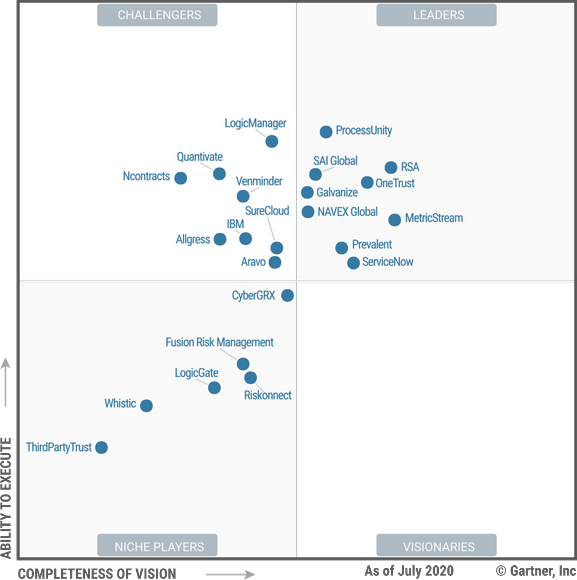 CHALLENGERS
LEADERS
LogicManager
ProcessUnity
Quantivate
SAI Global
RSA
Ncontracts
Venminder
OneTrust
Galvanize
SureCloud
NAVEX Global
IBM
MetricStream
Allgress
Prevalent
Aravo
ServiceNow
CyberGRX
Fusion Risk Management
LogicGate
Riskonnect
Whistic
ThirdPartyTrust
ABILITY TO EXECUTE
NICHE PLAYERS
VISIONARIES
COMPLETENESS OF VISION
As of July 2020
© Gartner, Inc